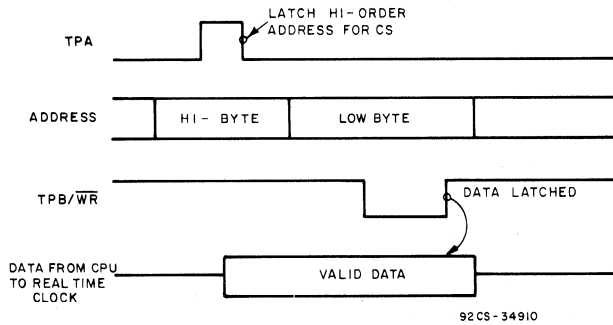 LATCH HI-ORDER
ADDRESS FOR CS
TPA
ADDRESS
HI- BYTE
LOW BYTE
TPB/WR
DATA LATCHED
DATA FROM CPU
TO REAL TIME
CLOCK
VALID DATA
92CS-34910